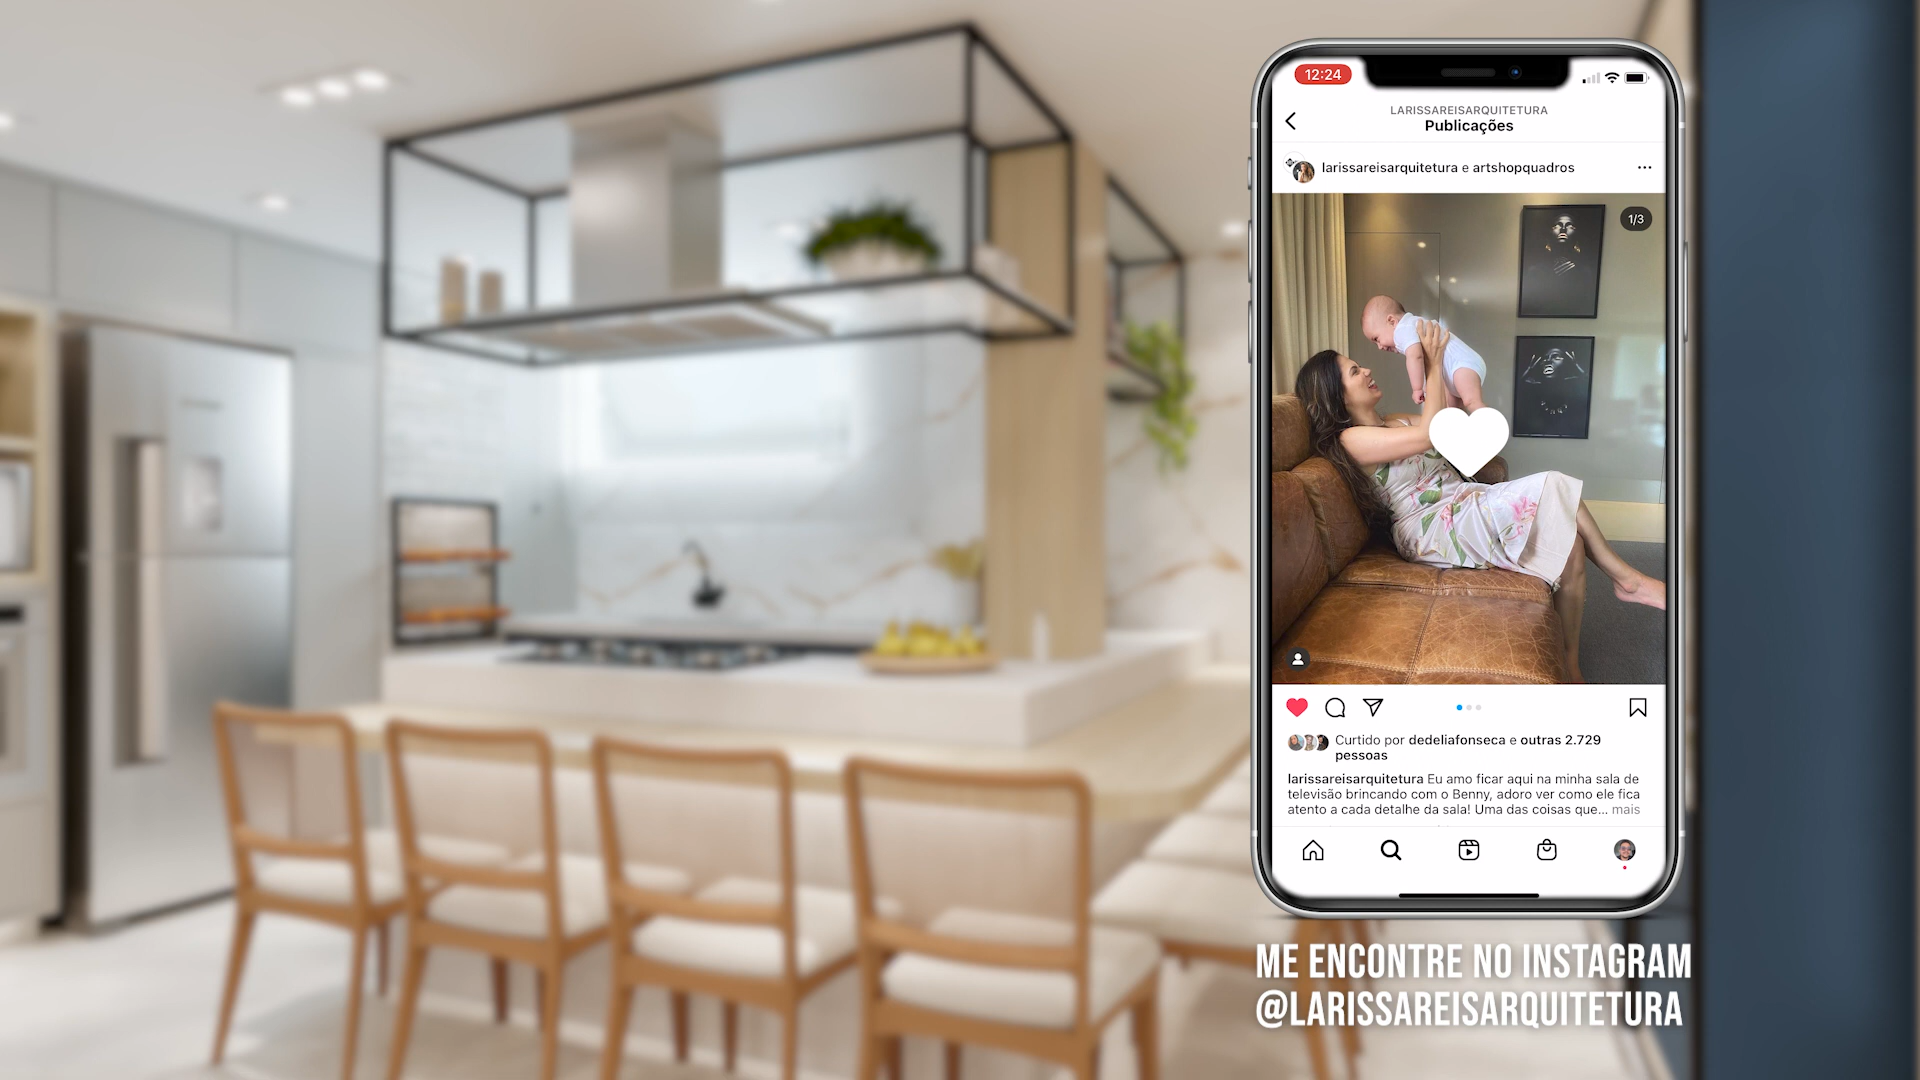 12:24
LARISSAREISARQUITETURA
Publicações
larissareisarquitetura e artshopquadros
1/3
Curtido por dedeliafonseca e outras 2.729
pessoas
larissareisarquitetura Eu amo ficar aqui na minha sala de
televisão brincando com o Benny, adoro ver como ele fica
atento a cada detalhe da sala! Uma das coisas que... mais
ME ENCONTRE NO INSTAGRAM
@LARISSAREISARQUITETURA